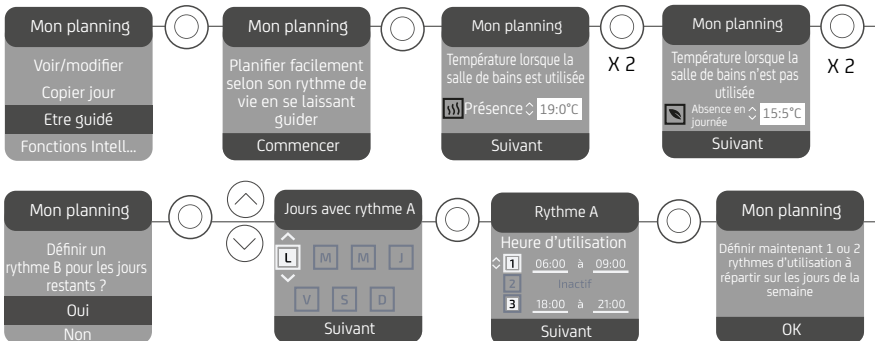 Mon planning
Voir/modifier
Copier jour
Etre guidé
Fonctions Intell...
Mon planning
Planifier facilement
selon son rythme de
vie en se laissant
guider
Commencer
Mon planning
Température lorsque la
salle de bains est utilisée
Présence 19:0°C
Suivant
X 2
Mon planning
Température lorsque la
salle de bains n'est pas
utilisée
Absence en
journée
15:5°C
Suivant
X 2
Mon planning
Définir un
rythme B pour les jours
restants ?
Oui
Non
Jours avec rythme A
L M M J
V S D
Suivant
Rythme A
Heure d'utilisation
1 06:00 à 09:00
2 Inactif
3 18:00 à 21:00
Suivant
Mon planning
Définir maintenant 1 ou 2
rythmes d'utilisation à
répartir sur les jours de la
semaine
OK